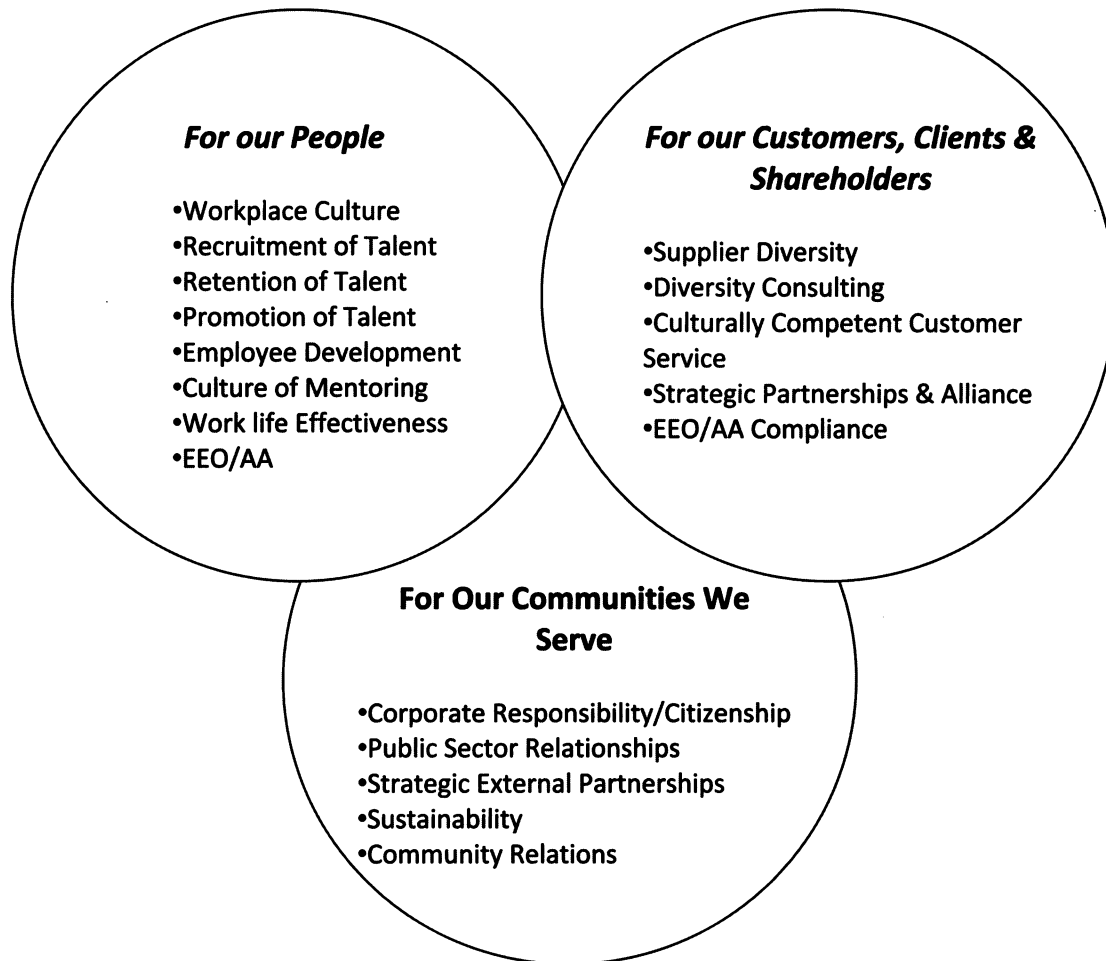 For our People
•Workplace Culture
•Recruitment of Talent
•Retention of Talent
•Promotion of Talent
•Employee Development
•Culture of Mentoring
•Work life Effectiveness
•EEO/AA
For our Customers, Clients &
Shareholders
•Supplier Diversity
•Diversity Consulting
•Culturally Competent Customer
Service
•Strategic Partnerships & Alliance
•EEO/AA Compliance
For Our Communities We
Serve
•Corporate Responsibility/Citizenship
•Public Sector Relationships
•Strategic External Partnerships
•Sustainability
•Community Relations